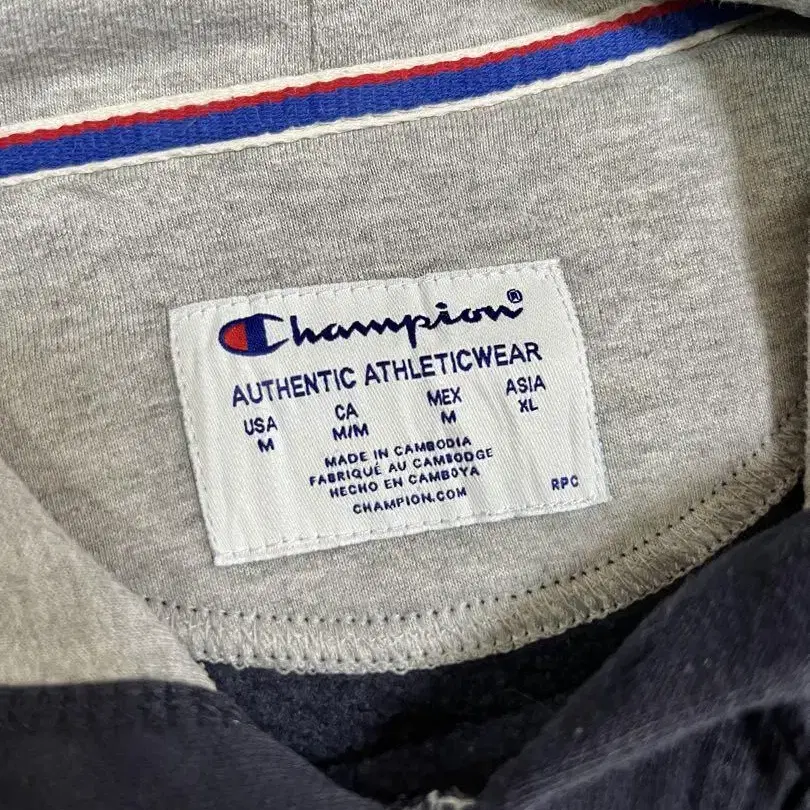 Champion®
AUTHENTIC ATHLETICWEAR
USA CA MEX ASIA
M M/M M XL
MADE IN CAMBODIA
FABRIQUÉ AU CAMBODGE
HECHO EN CAMBOYA
CHAMPION.COM RPC